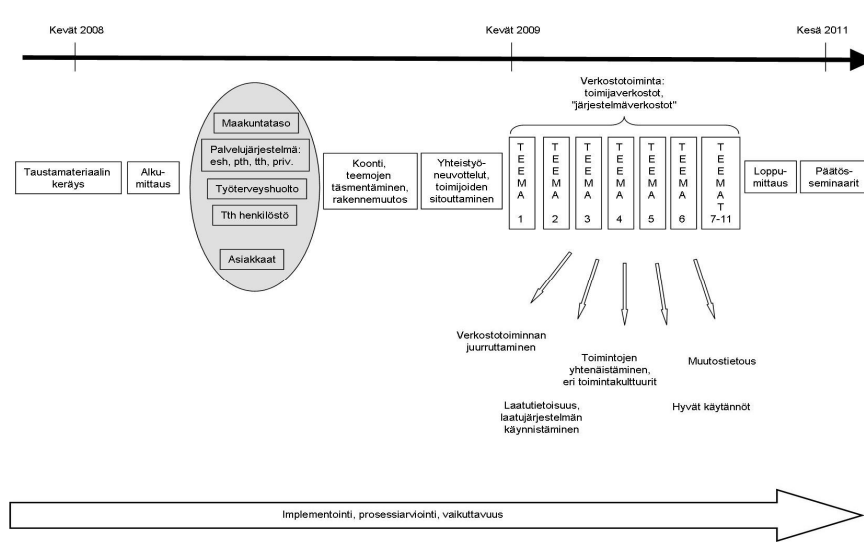 Kevät 2008
Kevät 2009
Kesä 2011
Verkostotoiminta:
toimijaverkostot,
"järjestelmäverkostot"
Taustamateriaalin
keräys
Alku-
mittaus
Maakuntataso
Palvelujärjestelmä:
esh, pth, tth, priv.
Työterveyshuolto
Tth henkilöstö
Asiakkaat
Koonti,
teemojen
täsmentäminen,
rakennemuutos
Yhteistyö-
neuvottelut,
toimijoiden
sitouttaminen
TEEMA
1
TEEMA
2
TEEMA
3
TEEMA
4
TEEMA
5
TEEMA
6
TEEMAT
7-11
Loppu-
mittaus
Päätös-
seminaarit
Verkostotoiminnan
juurruttaminen
Laatutietoisuus,
laatujärjestelmän
käynnistäminen
Toimintojen
yhtenäistäminen,
eri toimintakulttuurit
Muutostietous
Hyvät käytännöt
Implementointi, prosessiarviointi, vaikuttavuus